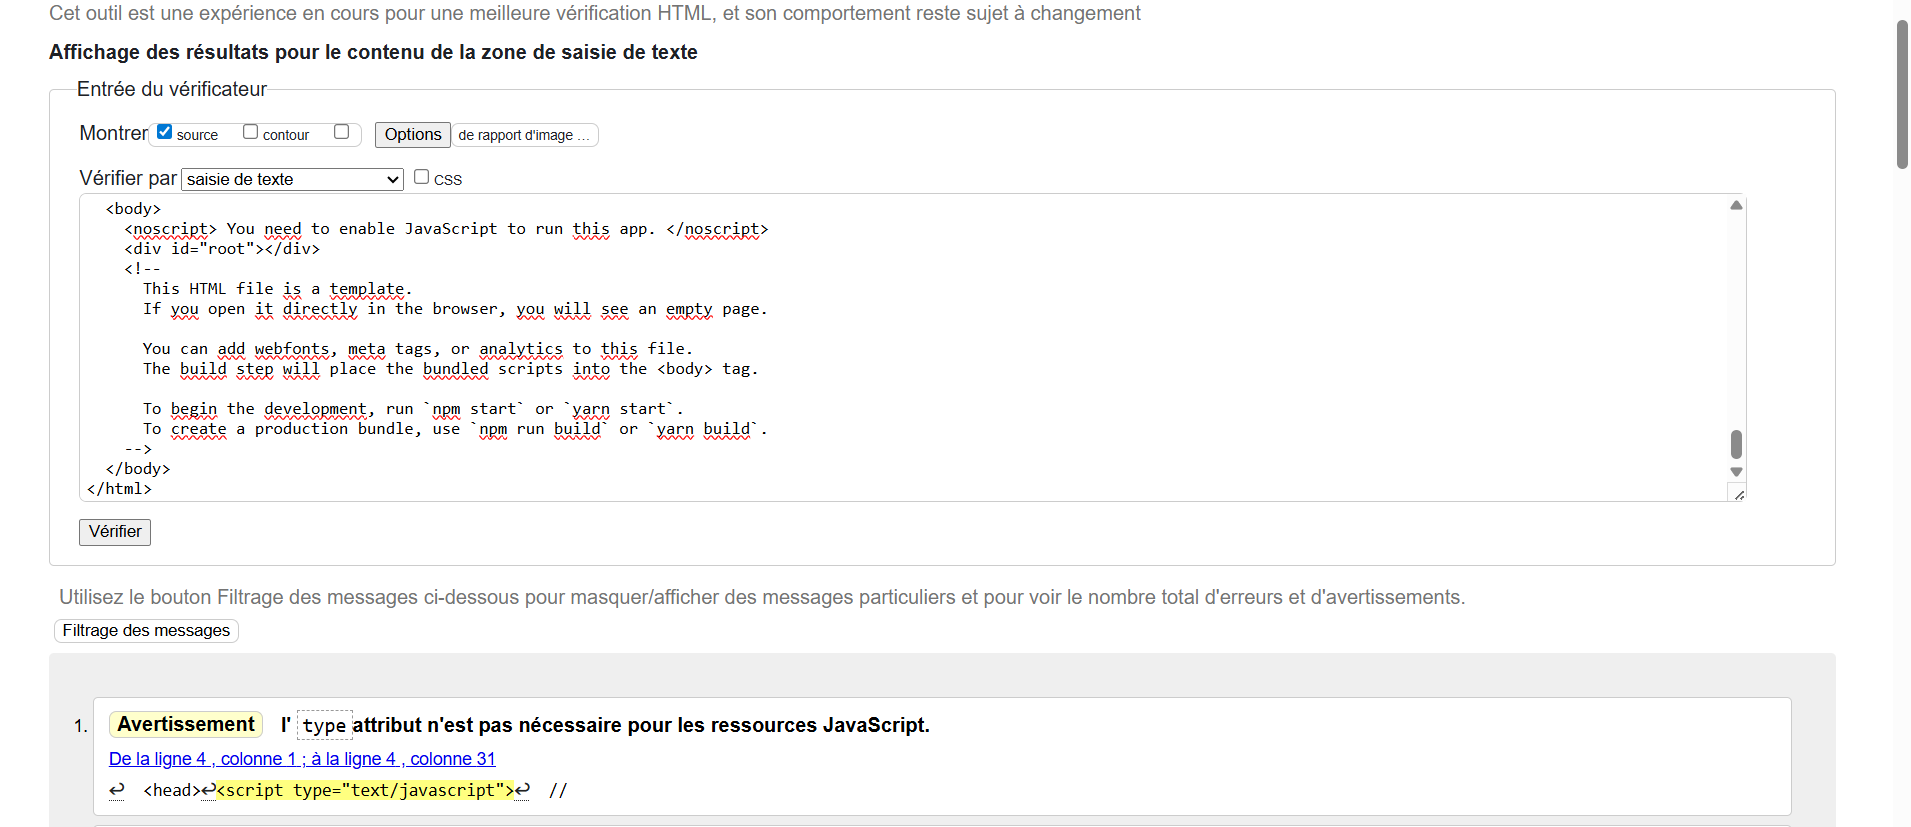 Cet outil est une expérience en cours pour une meilleure vérification HTML, et son comportement reste sujet à changement
Affichage des résultats pour le contenu de la zone de saisie de texte
Entrée du vérificateur
Montrer source contour Options de rapport d'image ...
Vérifier par saisie de texte CSS
<body>
<noscript> You need to enable JavaScript to run this app. </noscript>
<div id="root"></div>
<!--
This HTML file is a template.
If you open it directly in the browser, you will see an empty page.
You can add webfonts, meta tags, or analytics to this file.
The build step will place the bundled scripts into the <body> tag.
To begin the development, run `npm start` or `yarn start`.
To create a production bundle, use `npm run build` or `yarn build`.
-->
</body>
</html>
Vérifier
Utilisez le bouton Filtrage des messages ci-dessous pour masquer/afficher des messages particuliers et pour voir le nombre total d'erreurs et d'avertissements.
Filtrage des messages
1. Avertissement l' type attribut n'est pas nécessaire pour les ressources JavaScript.
De la ligne 4 , colonne 1 ; à la ligne 4 , colonne 31
↩ <head>↩<script type="text/javascript">↩ //